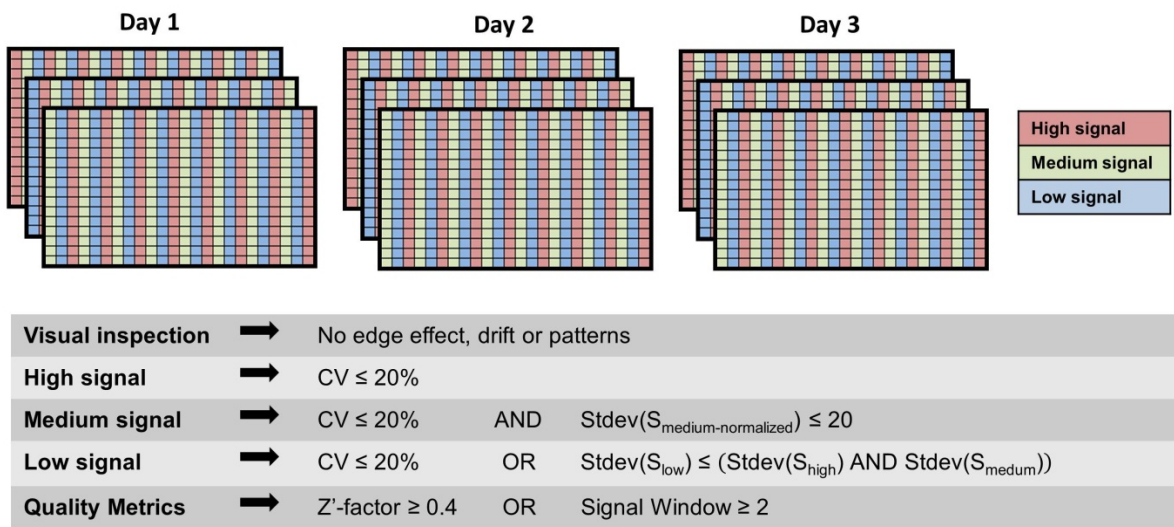 Day 1
Day 2
Day 3
High signal
Medium signal
Low signal
Visual inspection ➡ No edge effect, drift or patterns
High signal ➡ CV ≤ 20%
Medium signal ➡ CV ≤ 20% AND Stdev(Smedium-normalized) ≤ 20
Low signal ➡ CV ≤ 20% OR Stdev(Slow) ≤ (Stdev(Shigh) AND Stdev(Smedum))
Quality Metrics ➡ Z'-factor ≥ 0.4 OR Signal Window ≥ 2